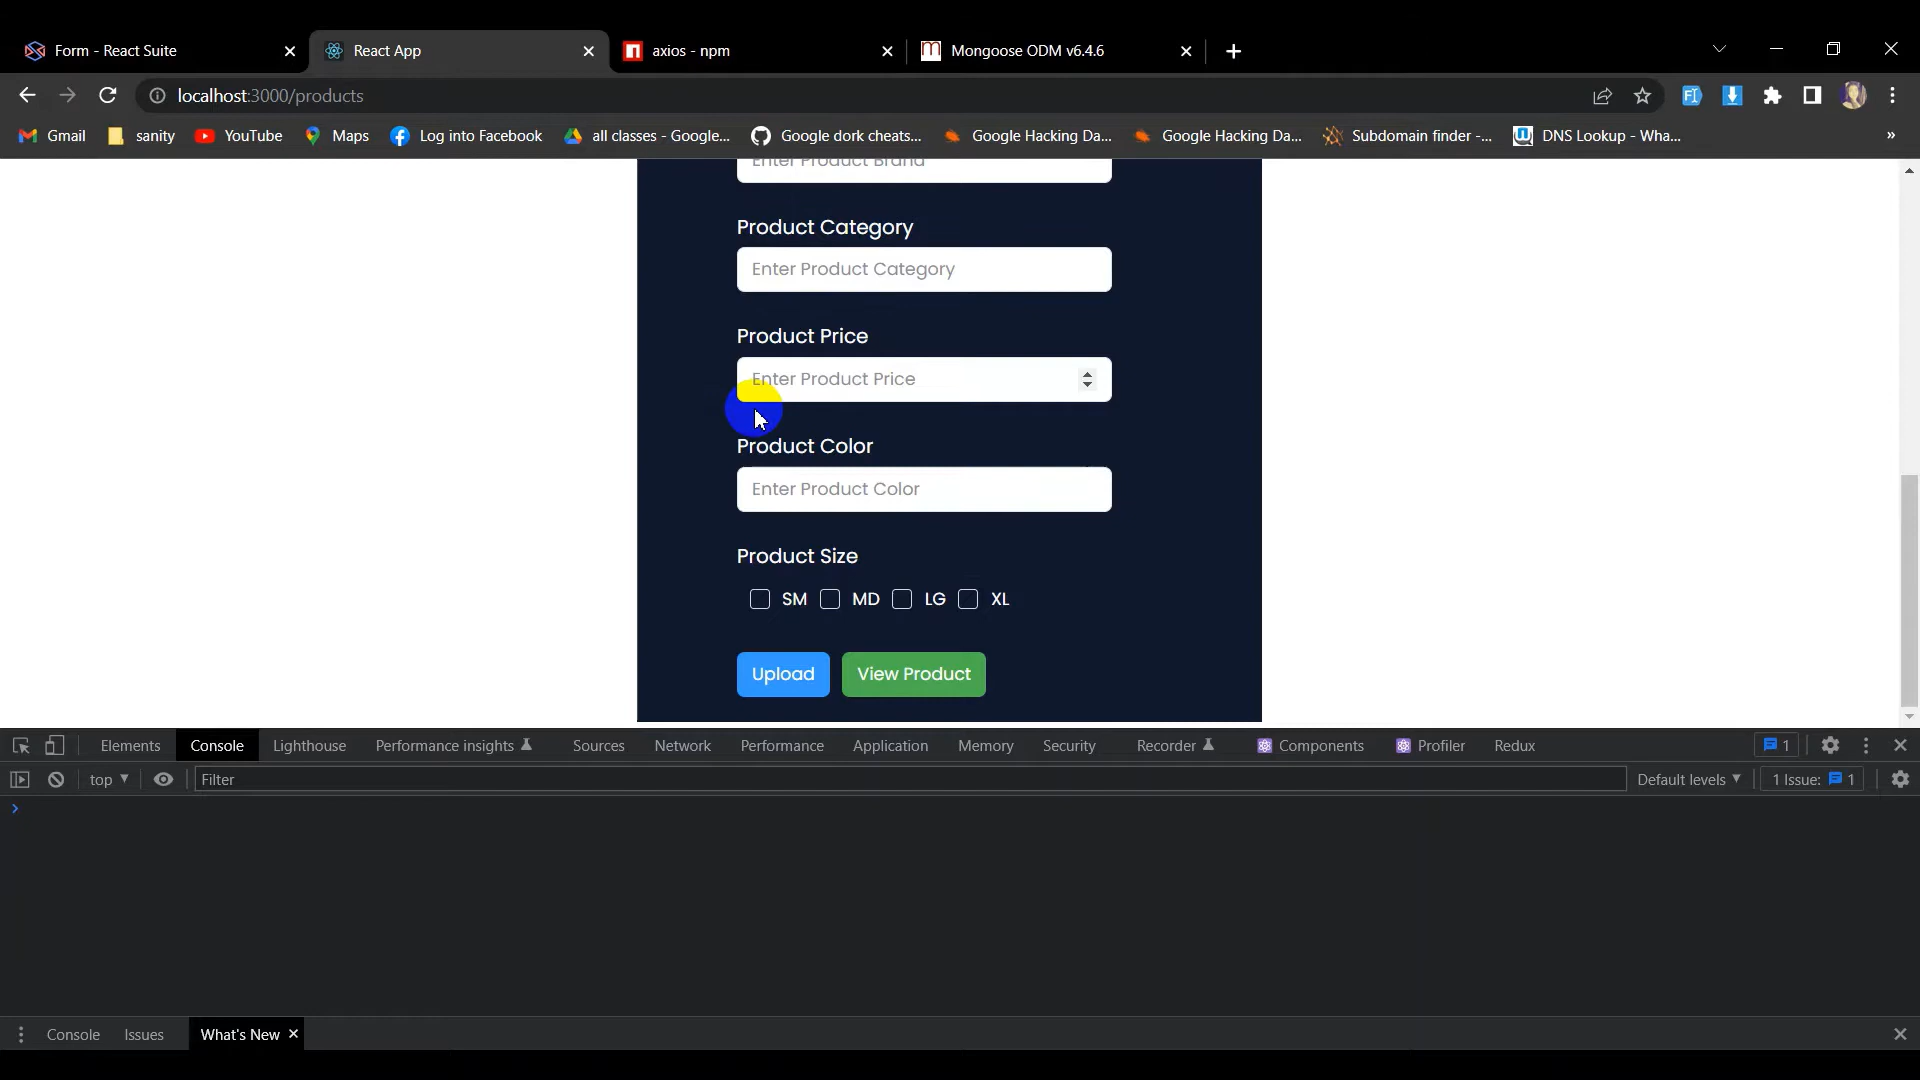 Form - React Suite
React App
axios - npm
Mongoose ODM v6.4.6
localhost:3000/products
Gmail
sanity
YouTube
Maps
Log into Facebook
all classes - Google...
Google dork cheats...
Google Hacking Da...
Google Hacking Da...
Subdomain finder -...
DNS Lookup - Wha...
»
Enter Product Brand
Product Category
Enter Product Category
Product Price
Enter Product Price
Product Color
Enter Product Color
Product Size
SM MD LG XL
Upload View Product
Elements Console Lighthouse Performance insights Sources Network Performance Application Memory Security Recorder Components Profiler Redux 1
top Filter Default levels 1 Issue: 1
Console Issues What's New